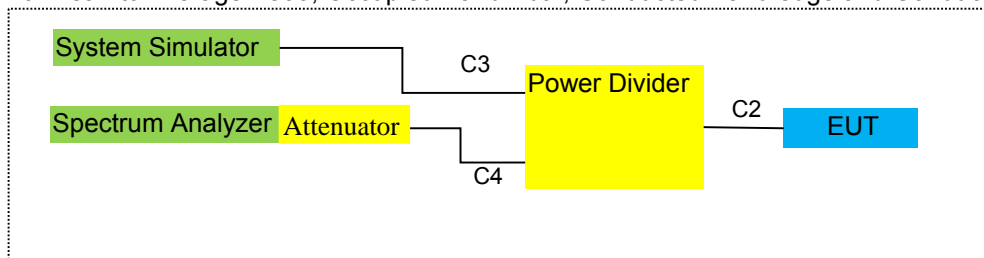 System Simulator
C3
Power Divider
Spectrum Analyzer Attenuator
C2
EUT
C4